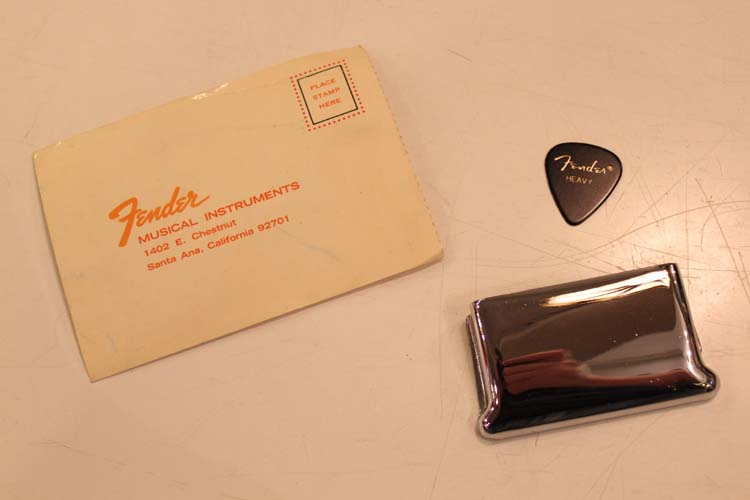 PLACE
STAMP
HERE
Fender
MUSICAL INSTRUMENTS
1402 E. Chestnut
Santa Ana, California 92701
Fender®
HEAVY